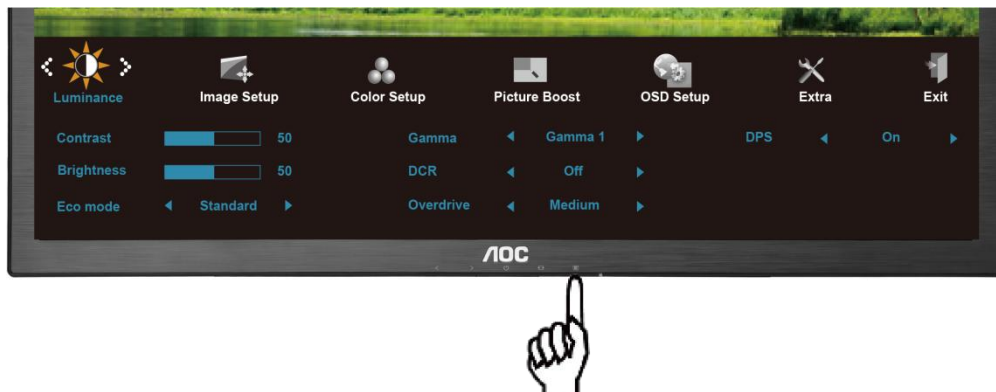 Luminance Image Setup Color Setup Picture Boost OSD Setup Extra Exit
Contrast 50 Gamma Gamma 1 DPS On
Brightness 50 DCR Off
Eco mode Standard Overdrive Medium
AOC